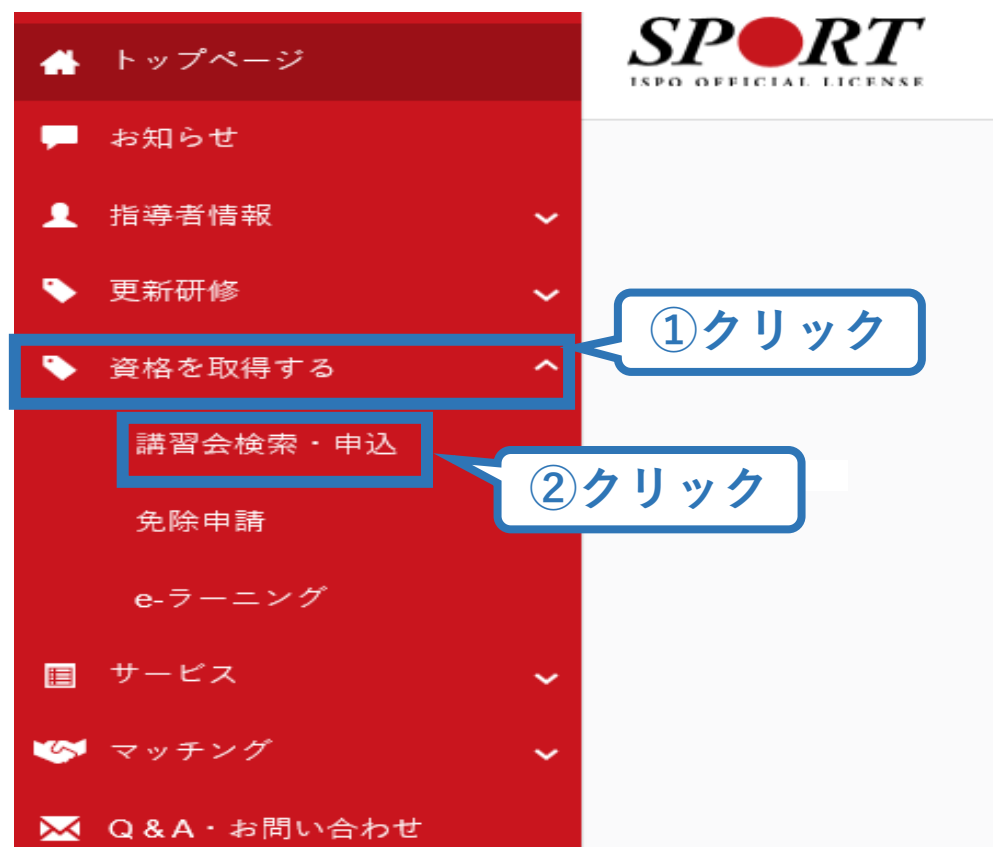 トップページ
SPORT
ISPO OFFICIAL LICENSE
お知らせ
指導者情報
更新研修
①クリック
資格を取得する
講習会検索・申込
②クリック
免除申請
e-ラーニング
サービス
マッチング
Q&A・お問い合わせ